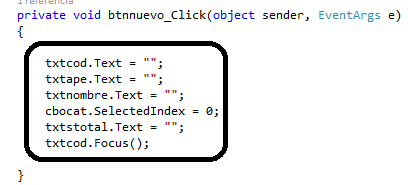 1 referencia
private void btnnuevo_Click(object sender, EventArgs e)
{
txtcod.Text = "";
txtape.Text = "";
txtnombre.Text = "";
cbocat.SelectedIndex = 0;
txtstotal.Text = "";
txtcod.Focus();
}